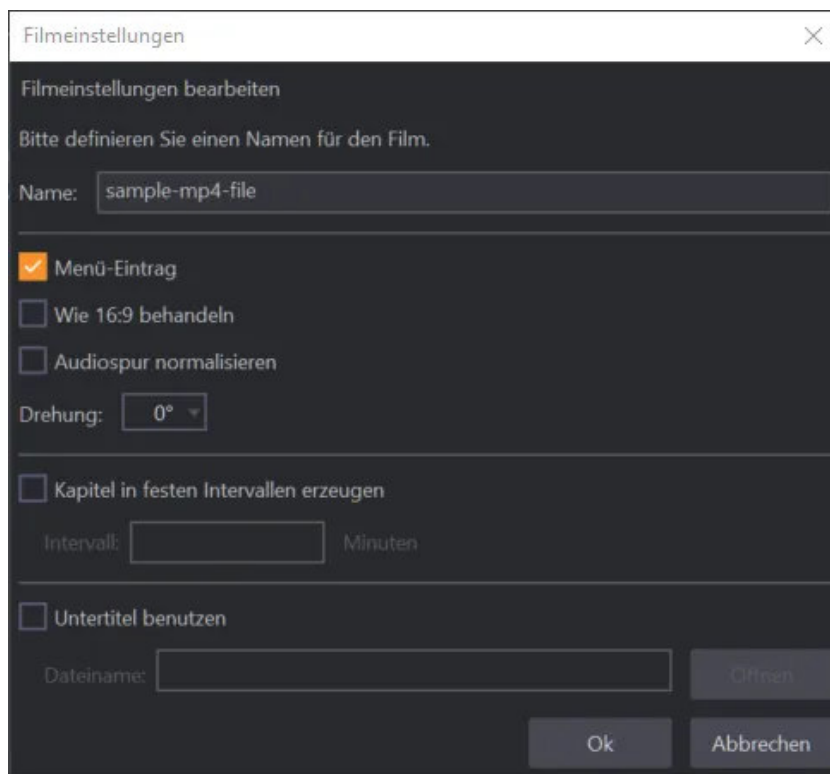 Filmeinstellungen
Filmeinstellungen bearbeiten
Bitte definieren Sie einen Namen für den Film.
Name: sample-mp4-file
Menü-Eintrag
Wie 16:9 behandeln
Audiospur normalisieren
Drehung: 0°
Kapitel in festen Intervallen erzeugen
Intervall: Minuten
Untertitel benutzen
Dateiname: Öffnen
Ok Abbrechen